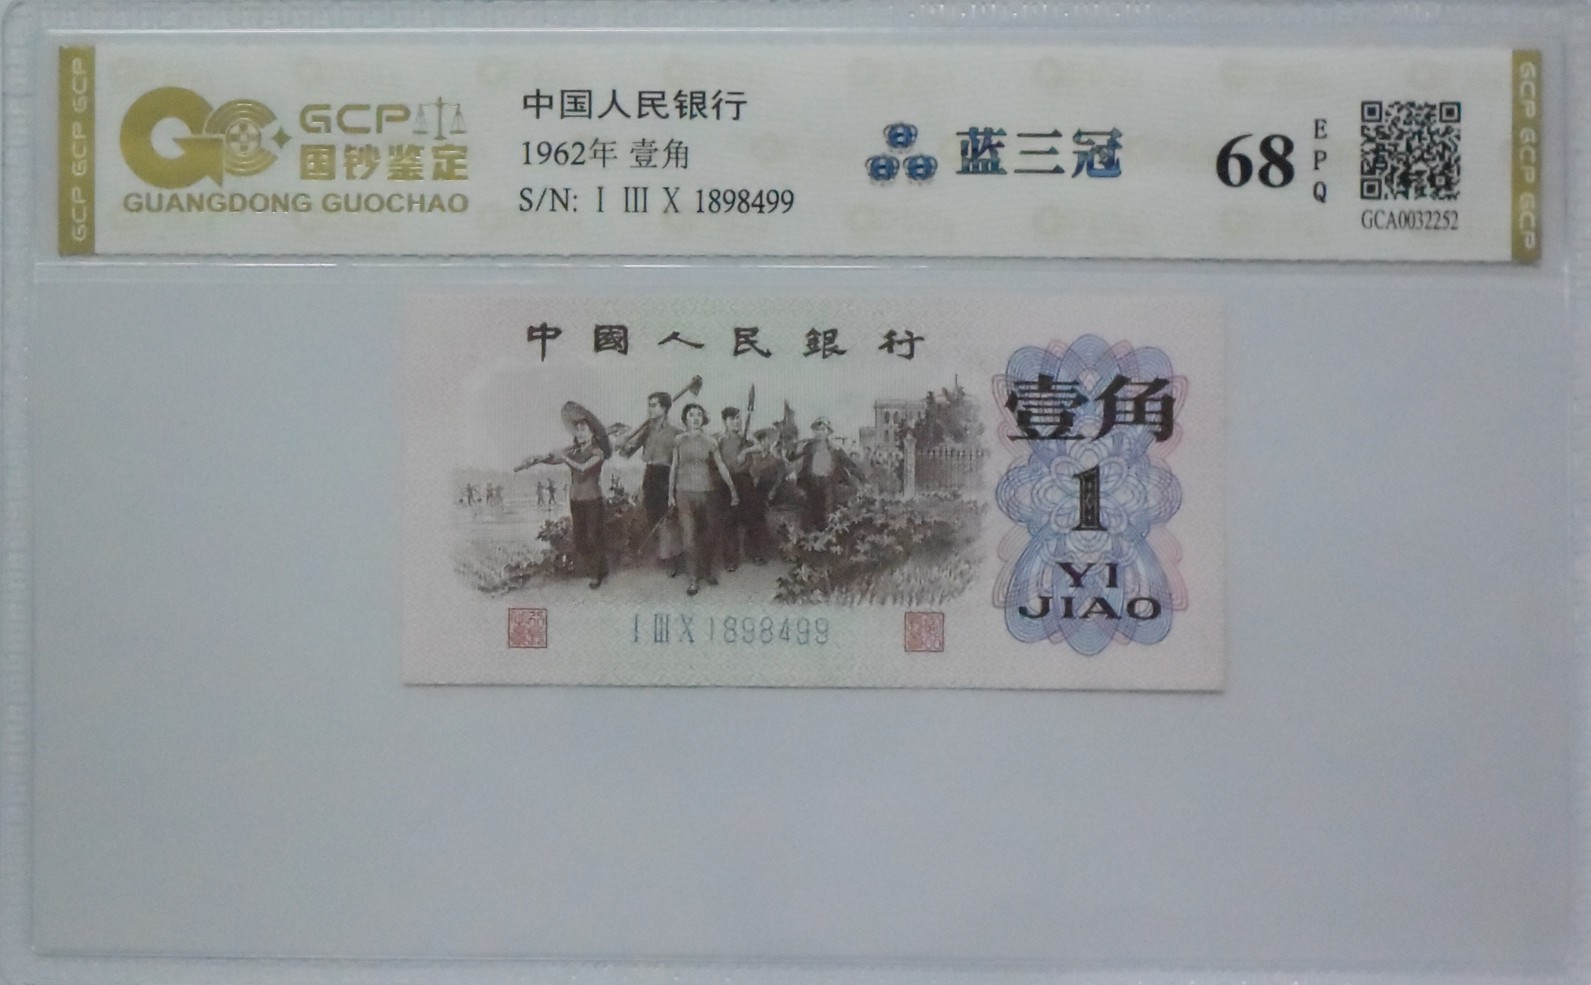 GCP GCP GCP
GCP
国钞鉴定
GUANGDONG GUOCHAO
中国人民银行
1962年 壹角
S/N: I III X 1898499
蓝三冠
68
EPQ
GCA0032252
GCP GCP GCP
中國人民銀行
壹角
1
YI
JIAO
I III X 1898499